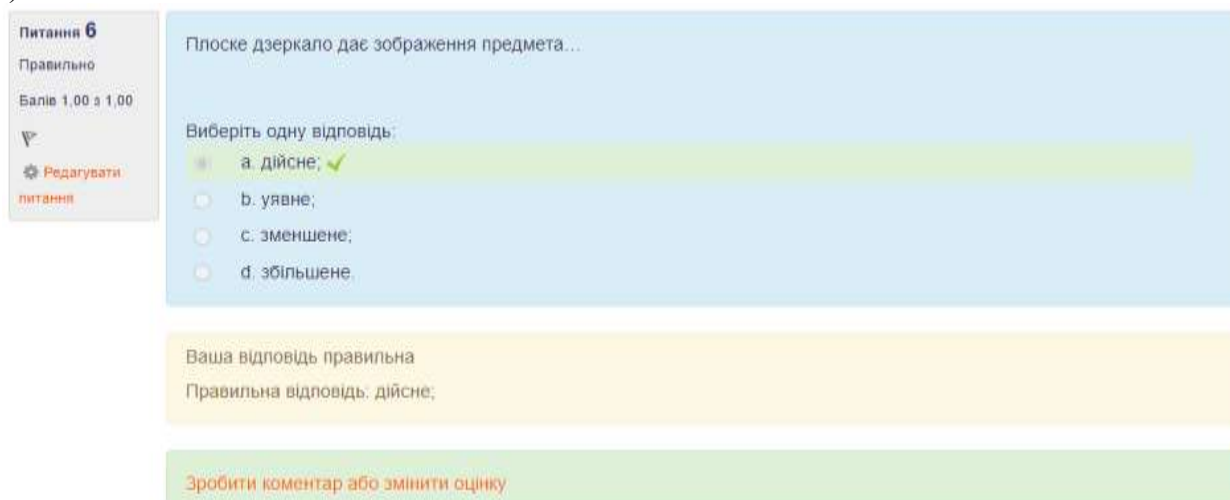 Питання 6
Правильно
Балів 1,00 з 1,00
Редагувати
питання
Плоске дзеркало дає зображення предмета...
Виберіть одну відповідь:
a. дійсне;
b. уявне;
c. зменшене;
d. збільшене.
Ваша відповідь правильна
Правильна відповідь: дійсне;
Зробити коментар або змінити оцінку